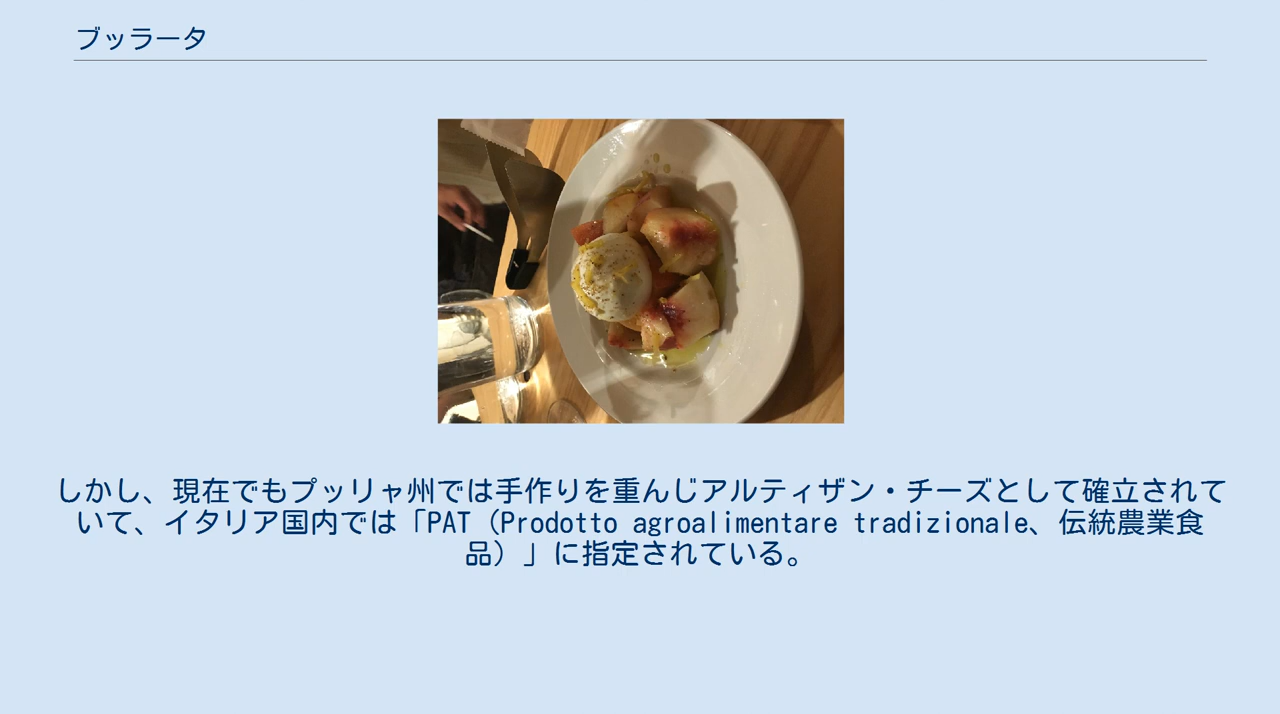 ブッラータ
しかし、現在でもプッリャ州では手作りを重んじアルティザン・チーズとして確立されて
いて、イタリア国内では「PAT（Prodotto agroalimentare tradizionale、伝統農業食
品）」に指定されている。